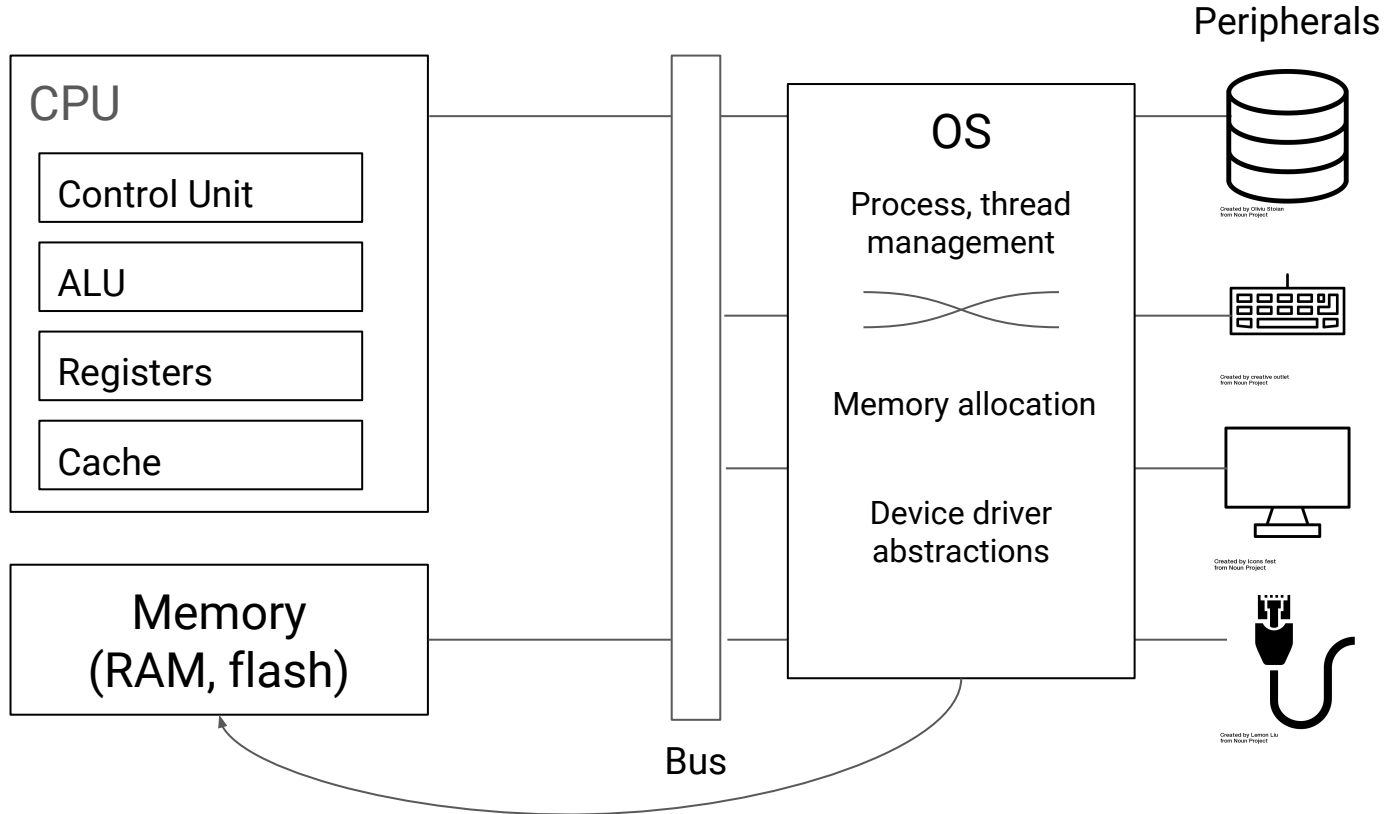 Peripherals
CPU
Control Unit
ALU
Registers
Cache
Memory
(RAM, flash)
Bus
OS
Process, thread
management
Memory allocation
Device driver
abstractions
Created by Oliviu Stoian
from Noun Project
Created by creative outlet
from Noun Project
Created by Icons fest
from Noun Project
Created by Lemon Liu
from Noun Project